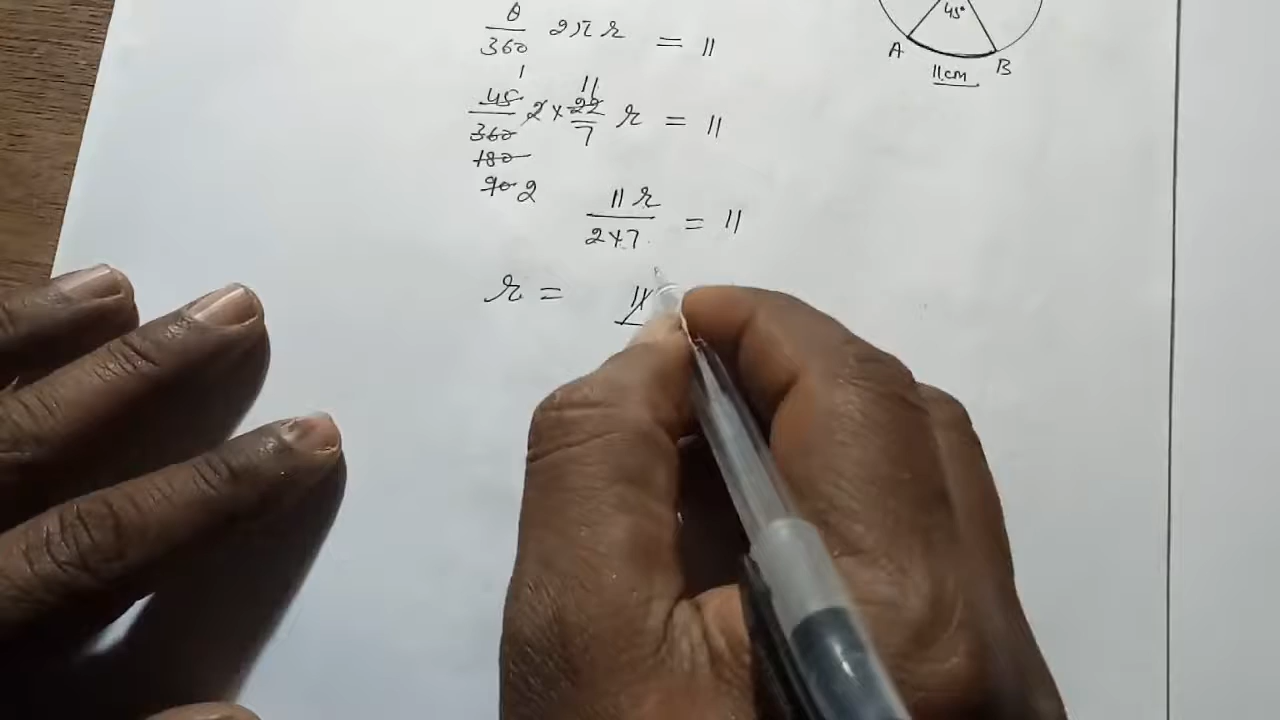 θ/360 2πr = 11
45°
A B
11cm
1 11
45/360 2 × 22/7 r = 11
180
90 2
11r/2×7 = 11
r = 11